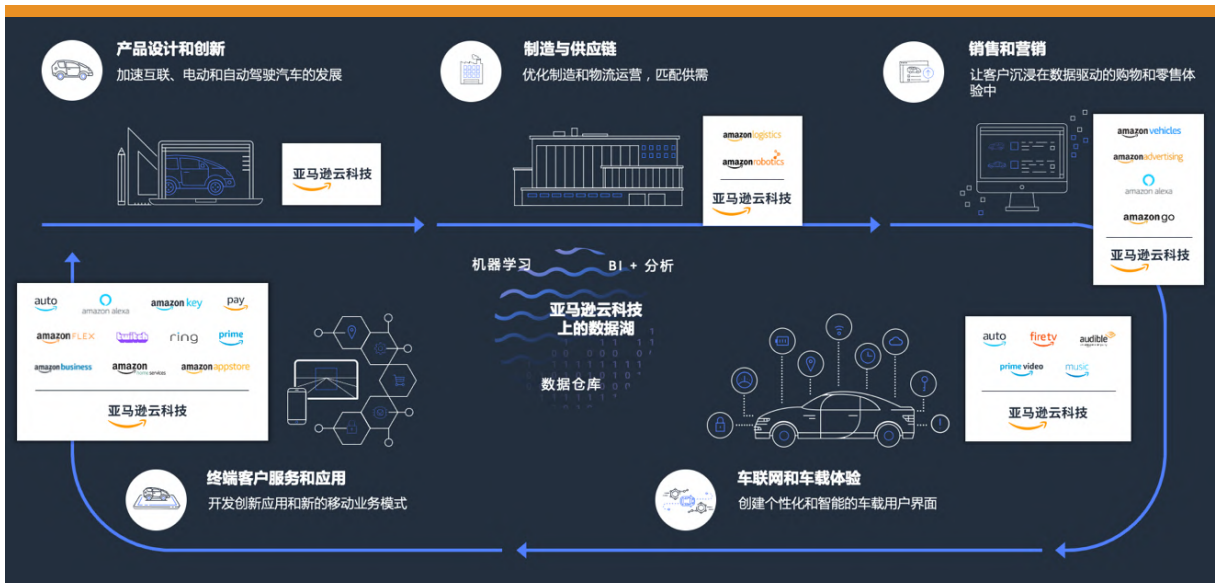 产品设计和创新
加速互联、电动和自动驾驶汽车的发展
制造与供应链
优化制造和物流运营，匹配供需
销售和营销
让客户沉浸在数据驱动的购物和零售体
验中
亚马逊云科技
amazon logistics
amazon robotics
亚马逊云科技
amazon vehicles
amazon advertising
amazon alexa
amazon go
亚马逊云科技
机器学习
BI + 分析
亚马逊云科技
上的数据湖
数据仓库
auto
amazon alexa
amazon key
pay
amazon FLEX
twitch
ring
prime
amazon business
amazon
home services
amazon appstore
亚马逊云科技
auto
firetv
audible
prime video
music
亚马逊云科技
终端客户服务和应用
开发创新应用和新的移动业务模式
车联网和车载体验
创建个性化和智能的车载用户界面